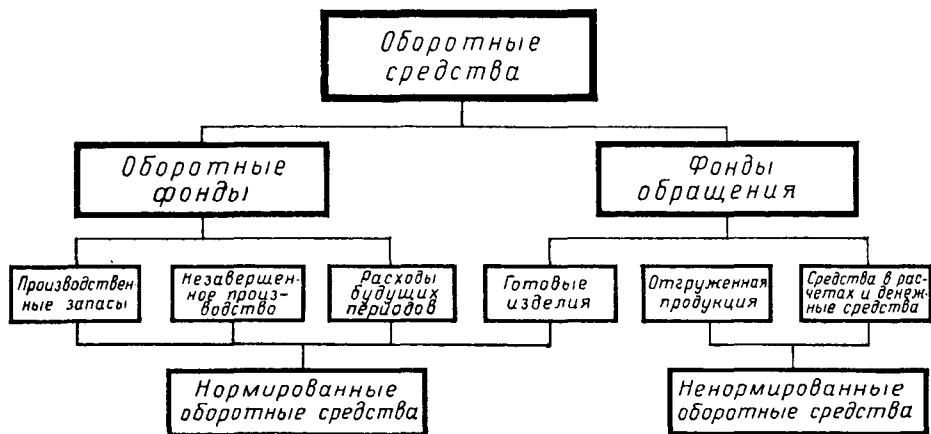 Оборотные
средства
Оборотные
фонды
Фонды
обращения
Производствен-
ные запасы
Незавершен-
ное произ-
водство
Расходы
будущих
периодов
Готовые
изделия
Отгруженная
продукция
Средства в рас-
четах и денеж-
ные средства
Нормированные
оборотные средства
Ненормированные
оборотные средства